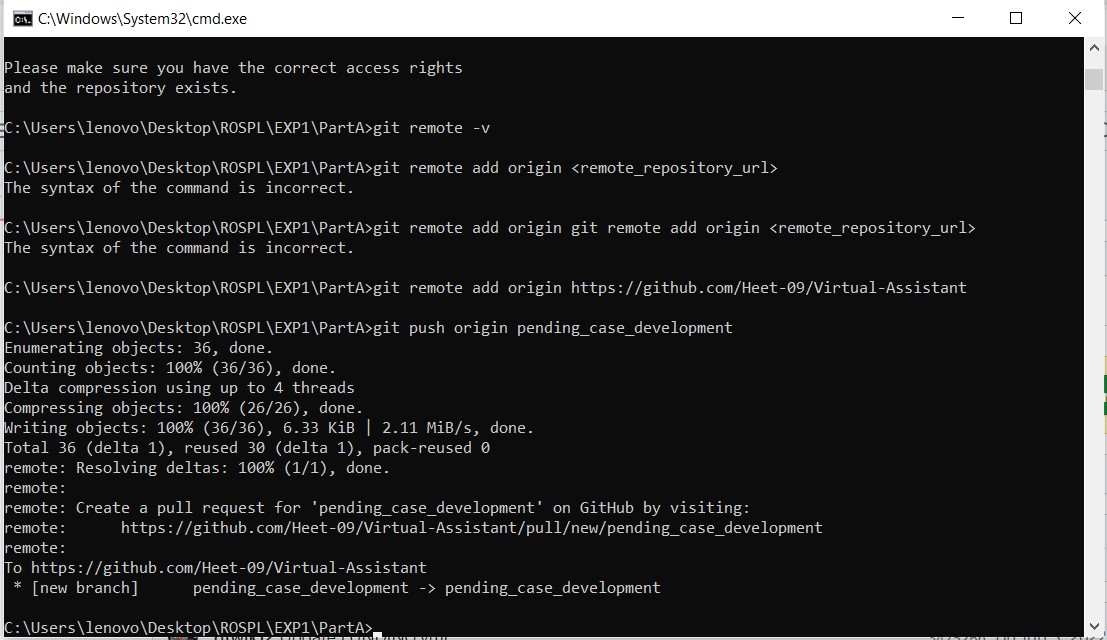 C:\Windows\System32\cmd.exe
Please make sure you have the correct access rights
and the repository exists.
C:\Users\lenovo\Desktop\ROSPL\EXP1\PartA>git remote -v
C:\Users\lenovo\Desktop\ROSPL\EXP1\PartA>git remote add origin <remote_repository_url>
The syntax of the command is incorrect.
C:\Users\lenovo\Desktop\ROSPL\EXP1\PartA>git remote add origin git remote add origin <remote_repository_url>
The syntax of the command is incorrect.
C:\Users\lenovo\Desktop\ROSPL\EXP1\PartA>git remote add origin https://github.com/Heet-09/Virtual-Assistant
C:\Users\lenovo\Desktop\ROSPL\EXP1\PartA>git push origin pending_case_development
Enumerating objects: 36, done.
Counting objects: 100% (36/36), done.
Delta compression using up to 4 threads
Compressing objects: 100% (26/26), done.
Writing objects: 100% (36/36), 6.33 KiB | 2.11 MiB/s, done.
Total 36 (delta 1), reused 30 (delta 1), pack-reused 0
remote: Resolving deltas: 100% (1/1), done.
remote:
remote: Create a pull request for 'pending_case_development' on GitHub by visiting:
remote:      https://github.com/Heet-09/Virtual-Assistant/pull/new/pending_case_development
remote:
To https://github.com/Heet-09/Virtual-Assistant
 * [new branch]      pending_case_development -> pending_case_development
C:\Users\lenovo\Desktop\ROSPL\EXP1\PartA>